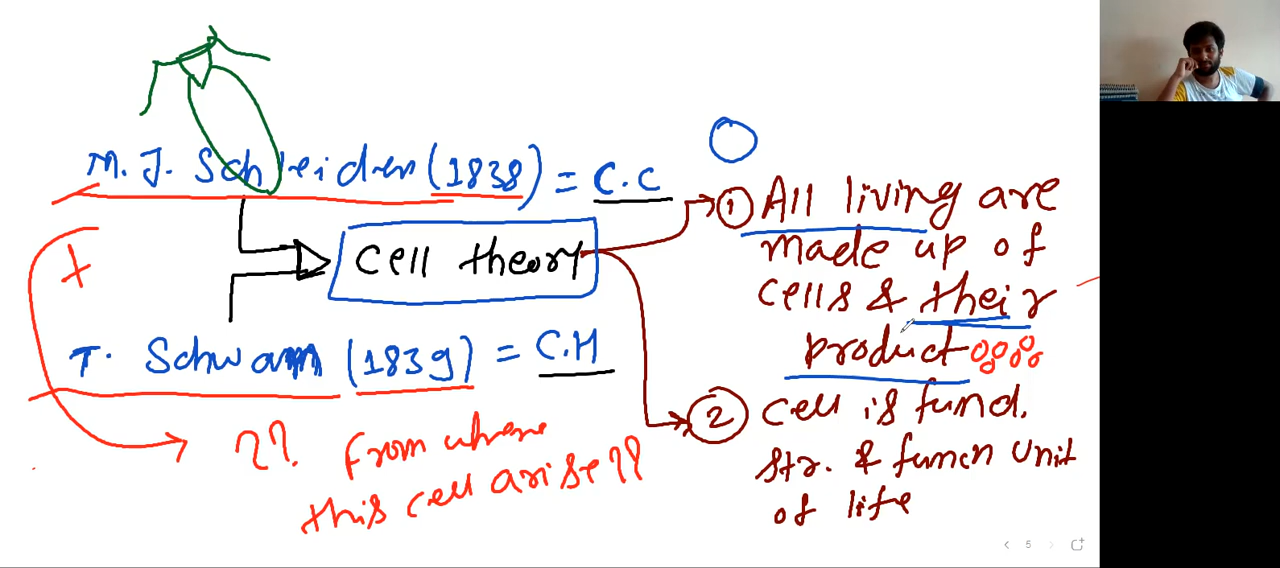 M. J. Schleiden (1838) = C.C
Cell theory
T. Schwann (1839) = C.H
?? From where
this cell arise ??
① All living are
made up of
cells & their
product
② Cell is fund.
str. & funcn unit
of life
5